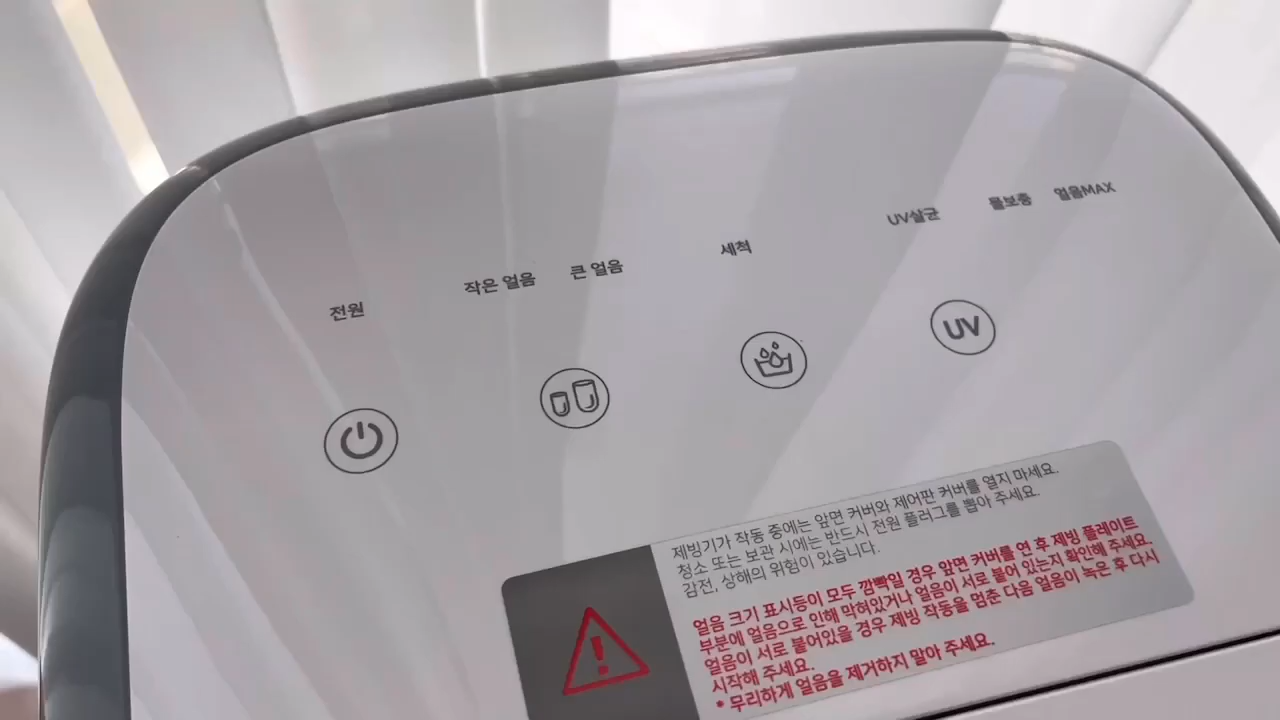 전원
작은 얼음
큰 얼음
세척
UV살균
물보충
얼음MAX
UV
제빙기가 작동 중에는 앞면 커버와 제어판 커버를 열지 마세요.
청소 또는 보관 시에는 반드시 전원 플러그를 뽑아 주세요.
감전, 상해의 위험이 있습니다.
얼음 크기 표시등이 모두 깜빡일 경우 앞면 커버를 연 후 제빙 플레이트
부분에 얼음으로 인해 막혀있거나 얼음이 서로 붙어 있는지 확인해 주세요.
얼음이 서로 붙어있을 경우 제빙 작동을 멈춘 다음 얼음이 녹은 후 다시
시작해 주세요.
* 무리하게 얼음을 제거하지 말아 주세요.